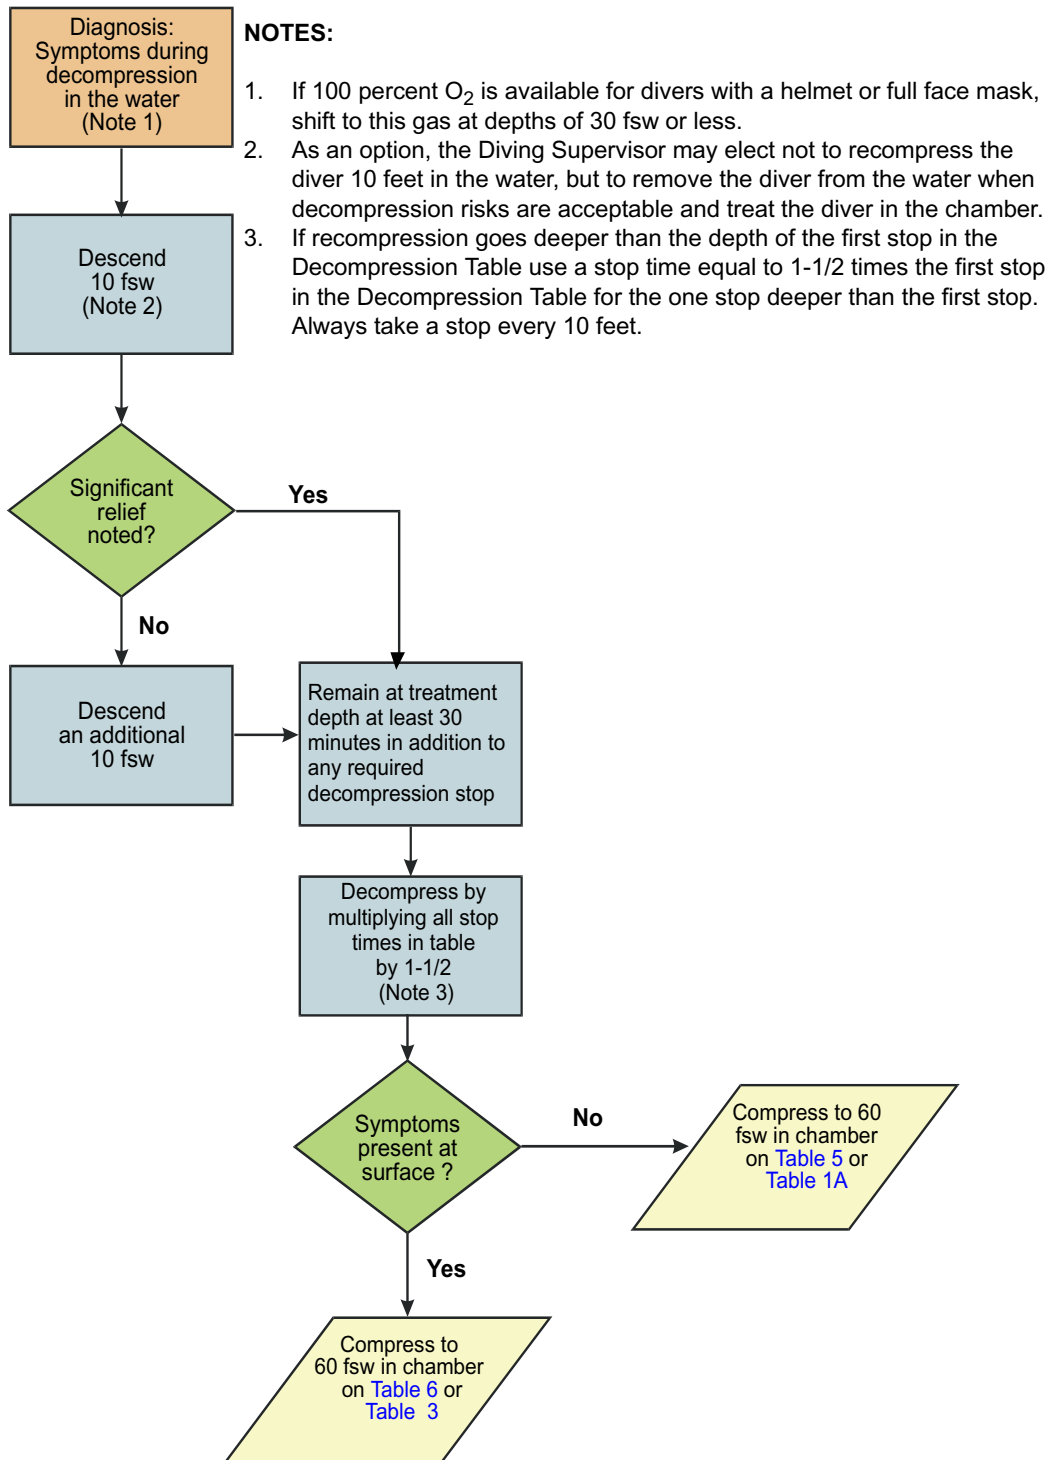 Diagnosis:
Symptoms during
decompression
in the water
(Note 1)
NOTES:
1. If 100 percent O2 is available for divers with a helmet or full face mask,
shift to this gas at depths of 30 fsw or less.
2. As an option, the Diving Supervisor may elect not to recompress the
diver 10 feet in the water, but to remove the diver from the water when
decompression risks are acceptable and treat the diver in the chamber.
3. If recompression goes deeper than the depth of the first stop in the
Decompression Table use a stop time equal to 1-1/2 times the first stop
in the Decompression Table for the one stop deeper than the first stop.
Always take a stop every 10 feet.
Descend
10 fsw
(Note 2)
Significant
relief
noted?
Yes
No
Descend
an additional
10 fsw
Remain at treatment
depth at least 30
minutes in addition to
any required
decompression stop
Decompress by
multiplying all stop
times in table
by 1-1/2
(Note 3)
Symptoms
present at
surface ?
No
Compress to 60
fsw in chamber
on Table 5 or
Table 1A
Yes
Compress to
60 fsw in chamber
on Table 6 or
Table 3